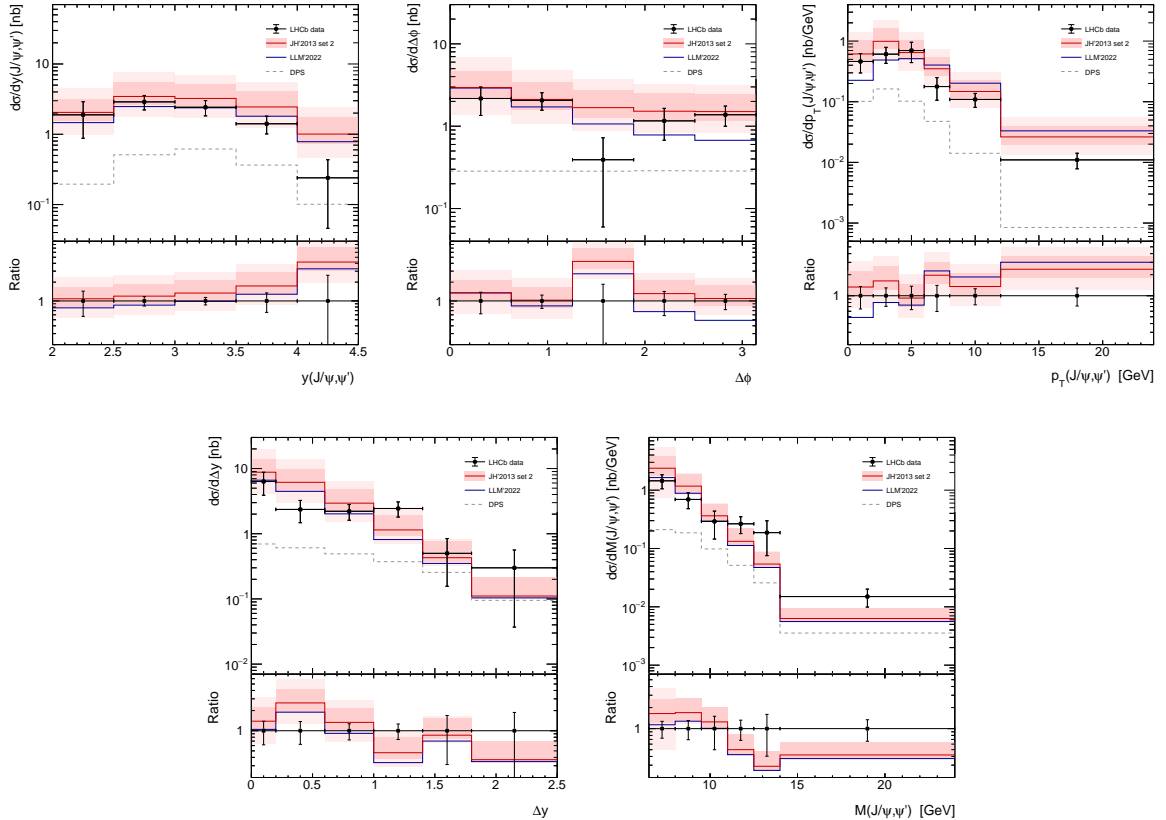 dσ/dy(J/ψ,ψ') [nb]
10
1
10⁻¹
LHCb data
JH'2013 set 2
LLM'2022
DPS
Ratio
1
2 2.5 3 3.5 4 4.5
y(J/ψ,ψ')
dσ/dΔϕ [nb]
10
1
10⁻¹
LHCb data
JH'2013 set 2
LLM'2022
DPS
Ratio
1
0 0.5 1 1.5 2 2.5 3
Δϕ
dσ/dp_T(J/ψ,ψ') [nb/GeV]
1
10⁻¹
10⁻²
10⁻³
LHCb data
JH'2013 set 2
LLM'2022
DPS
Ratio
1
0 5 10 15 20
p_T(J/ψ,ψ') [GeV]
dσ/dΔy [nb]
10
1
10⁻¹
10⁻²
LHCb data
JH'2013 set 2
LLM'2022
DPS
Ratio
1
0 0.5 1 1.5 2 2.5
Δy
dσ/dM(J/ψ,ψ') [nb/GeV]
1
10⁻¹
10⁻²
10⁻³
LHCb data
JH'2013 set 2
LLM'2022
DPS
Ratio
1
10 15 20
M(J/ψ,ψ') [GeV]